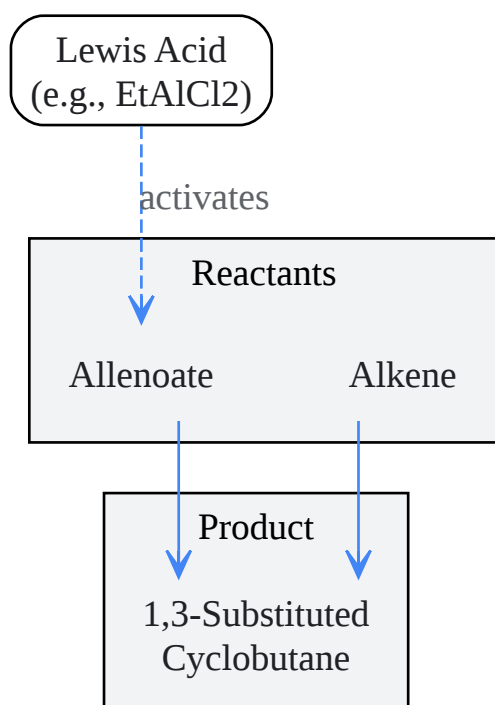 Lewis Acid
(e.g., EtAlCl2)
activates
Reactants
Allenoate
Alkene
Product
1,3-Substituted
Cyclobutane